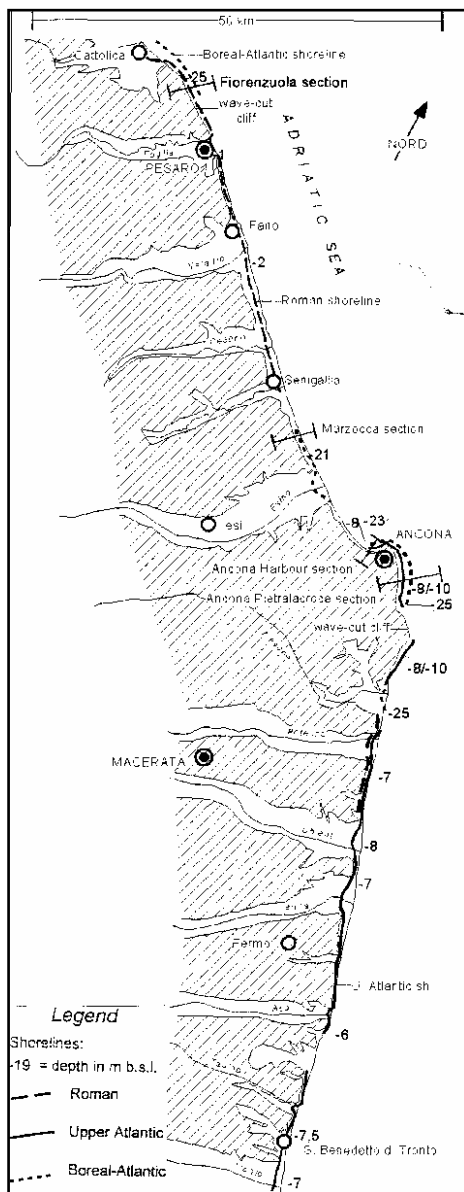 50 km
Cattolica
Boreal-Atlantic shoreline
25
Fiorenzuola section
wave-cut
cliff
ADRIATIC SEA
NORD
PESARO
Fano
-2
Roman shoreline
Senigallia
Marzocca section
21
Esino
esi
-8
-23
ANCONA
Ancona Harbour section
-8/-10
Ancona Pietralacroce section
25
wave-cut cliff
-8/-10
-25
MACERATA
-7
-8
-7
Fermo
U. Atlantic sh
-6
Legend
Shorelines:
-19 = depth in m b.s.l.
Roman
Upper Atlantic
Boreal-Atlantic
-7,5
S. Benedetto d. Tronto
-7